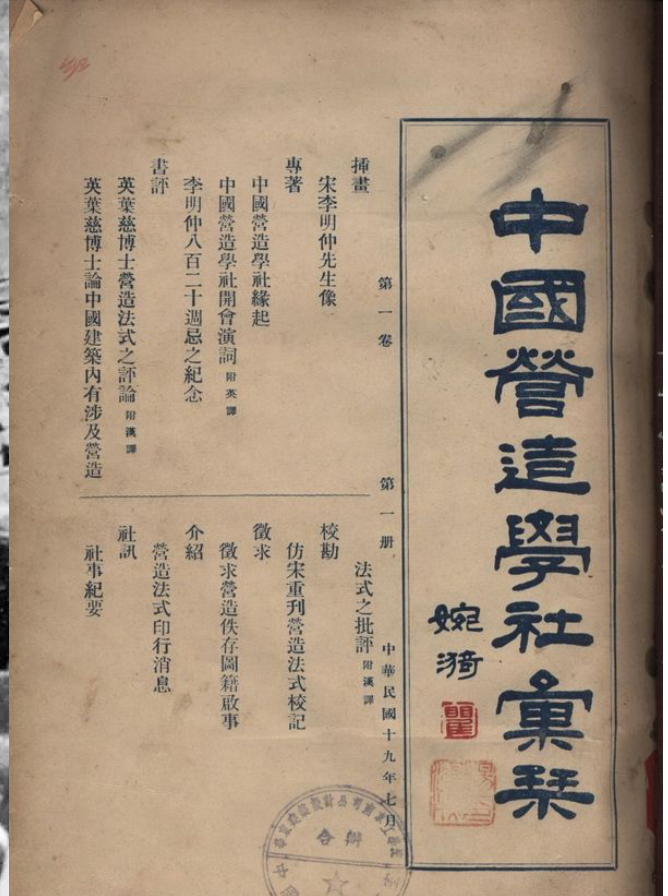 中國營造學社彙栞
婉漪
第一卷　第一册　中華民國十九年七月
插畫
宋李明仲先生像
專著
中國營造學社緣起
中國營造學社開會演詞 附英譯
李明仲八百二十週忌之紀念
書評
英葉慈博士營造法式之評論 附漢譯
英葉慈博士論中國建築內有涉及營造
法式之批評 附漢譯
校勘
仿宋重刊營造法式校記
徵求
徵求營造佚存圖籍啟事
介紹
營造法式印行消息
社訊
社事紀要
合辦